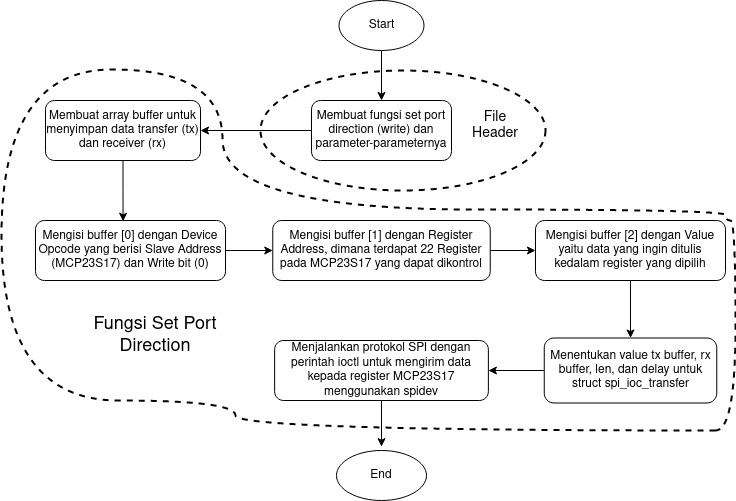 Start
Membuat fungsi set port
direction (write) dan
parameter-parameternya
File
Header
Membuat array buffer untuk
menyimpan data transfer (tx)
dan receiver (rx)
Mengisi buffer [0] dengan Device
Opcode yang berisi Slave Address
(MCP23S17) dan Write bit (0)
Mengisi buffer [1] dengan Register
Address, dimana terdapat 22 Register
pada MCP23S17 yang dapat dikontrol
Mengisi buffer [2] dengan Value
yaitu data yang ingin ditulis
kedalam register yang dipilih
Menentukan value tx buffer, rx
buffer, len, dan delay untuk
struct spi_ioc_transfer
Menjalankan protokol SPI dengan
perintah ioctl untuk mengirim data
kepada register MCP23S17
menggunakan spidev
Fungsi Set Port
Direction
End